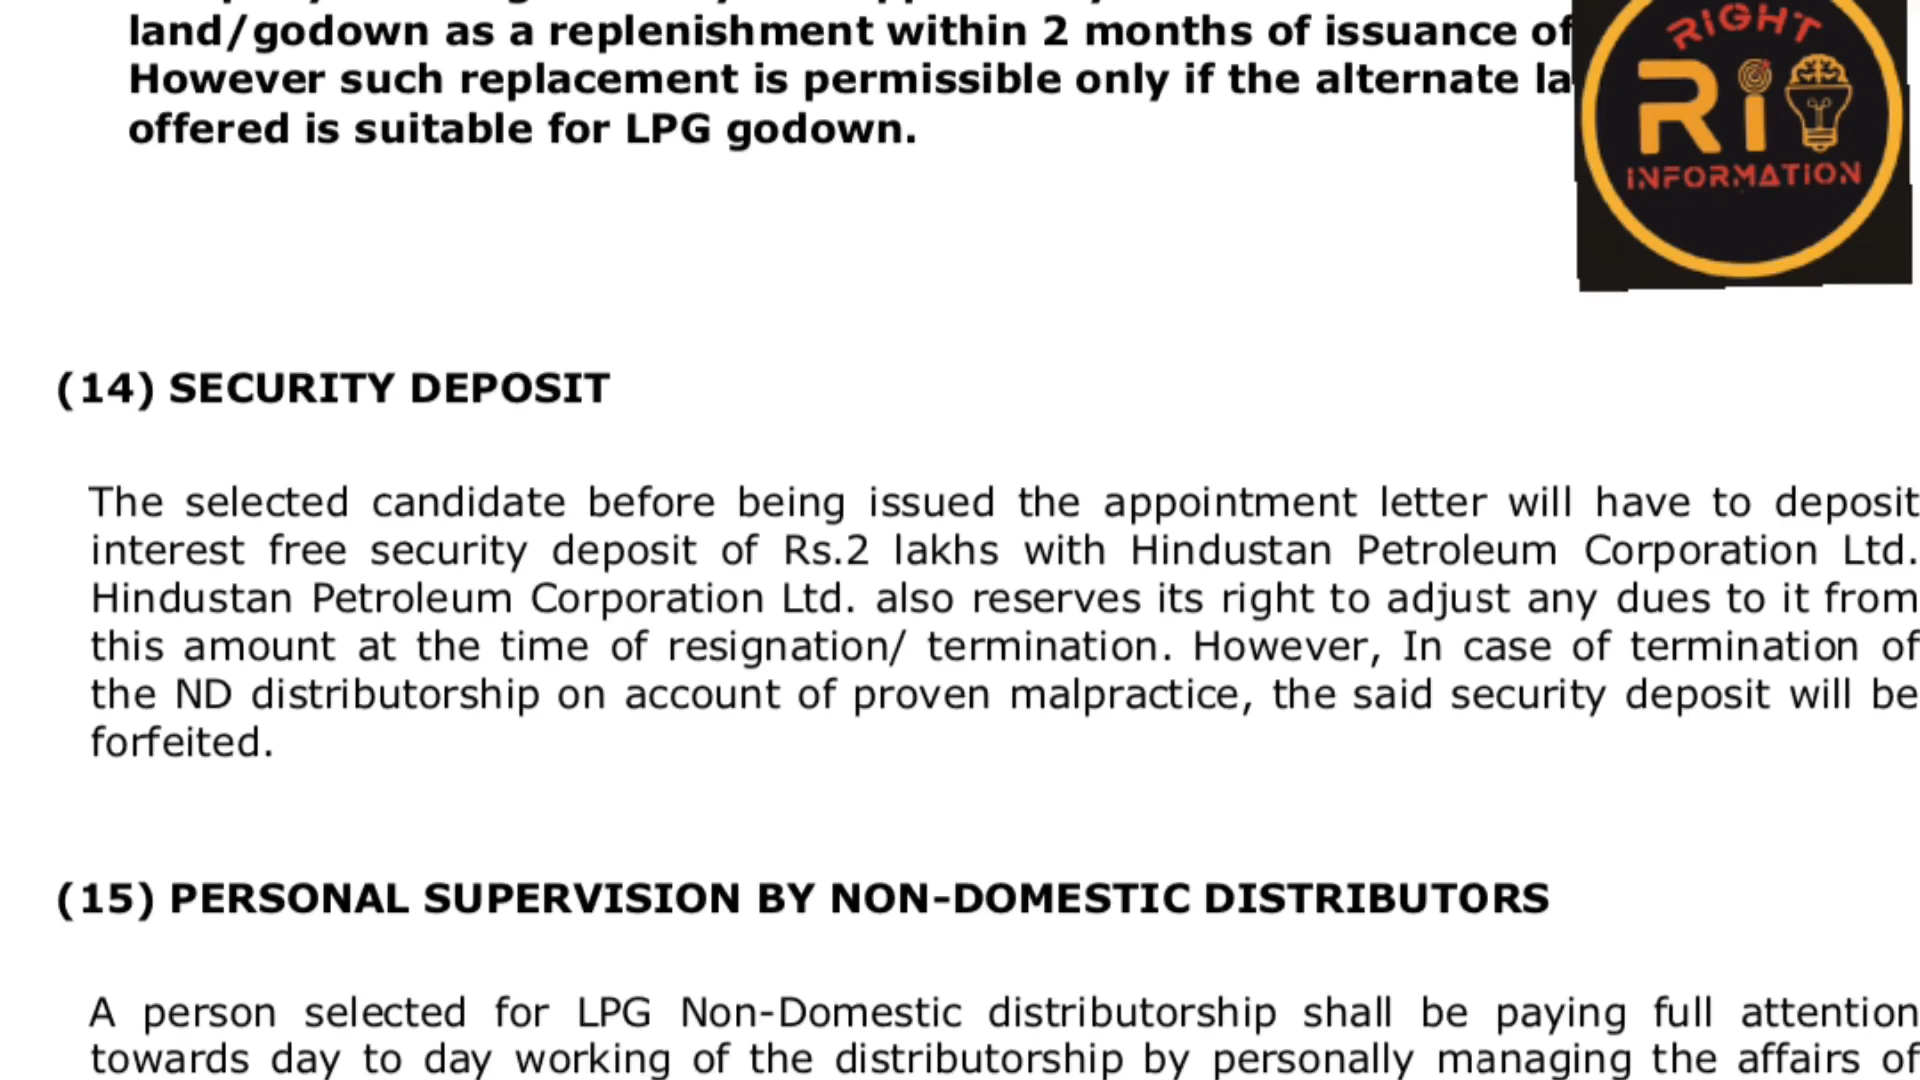 land/godown as a replenishment within 2 months of issuance of
However such replacement is permissible only if the alternate la
offered is suitable for LPG godown.
RIGHT
Ri
INFORMATION
(14) SECURITY DEPOSIT
The selected candidate before being issued the appointment letter will have to deposit
interest free security deposit of Rs.2 lakhs with Hindustan Petroleum Corporation Ltd.
Hindustan Petroleum Corporation Ltd. also reserves its right to adjust any dues to it from
this amount at the time of resignation/ termination. However, In case of termination of
the ND distributorship on account of proven malpractice, the said security deposit will be
forfeited.
(15) PERSONAL SUPERVISION BY NON-DOMESTIC DISTRIBUTORS
A person selected for LPG Non-Domestic distributorship shall be paying full attention
towards day to day working of the distributorship by personally managing the affairs of